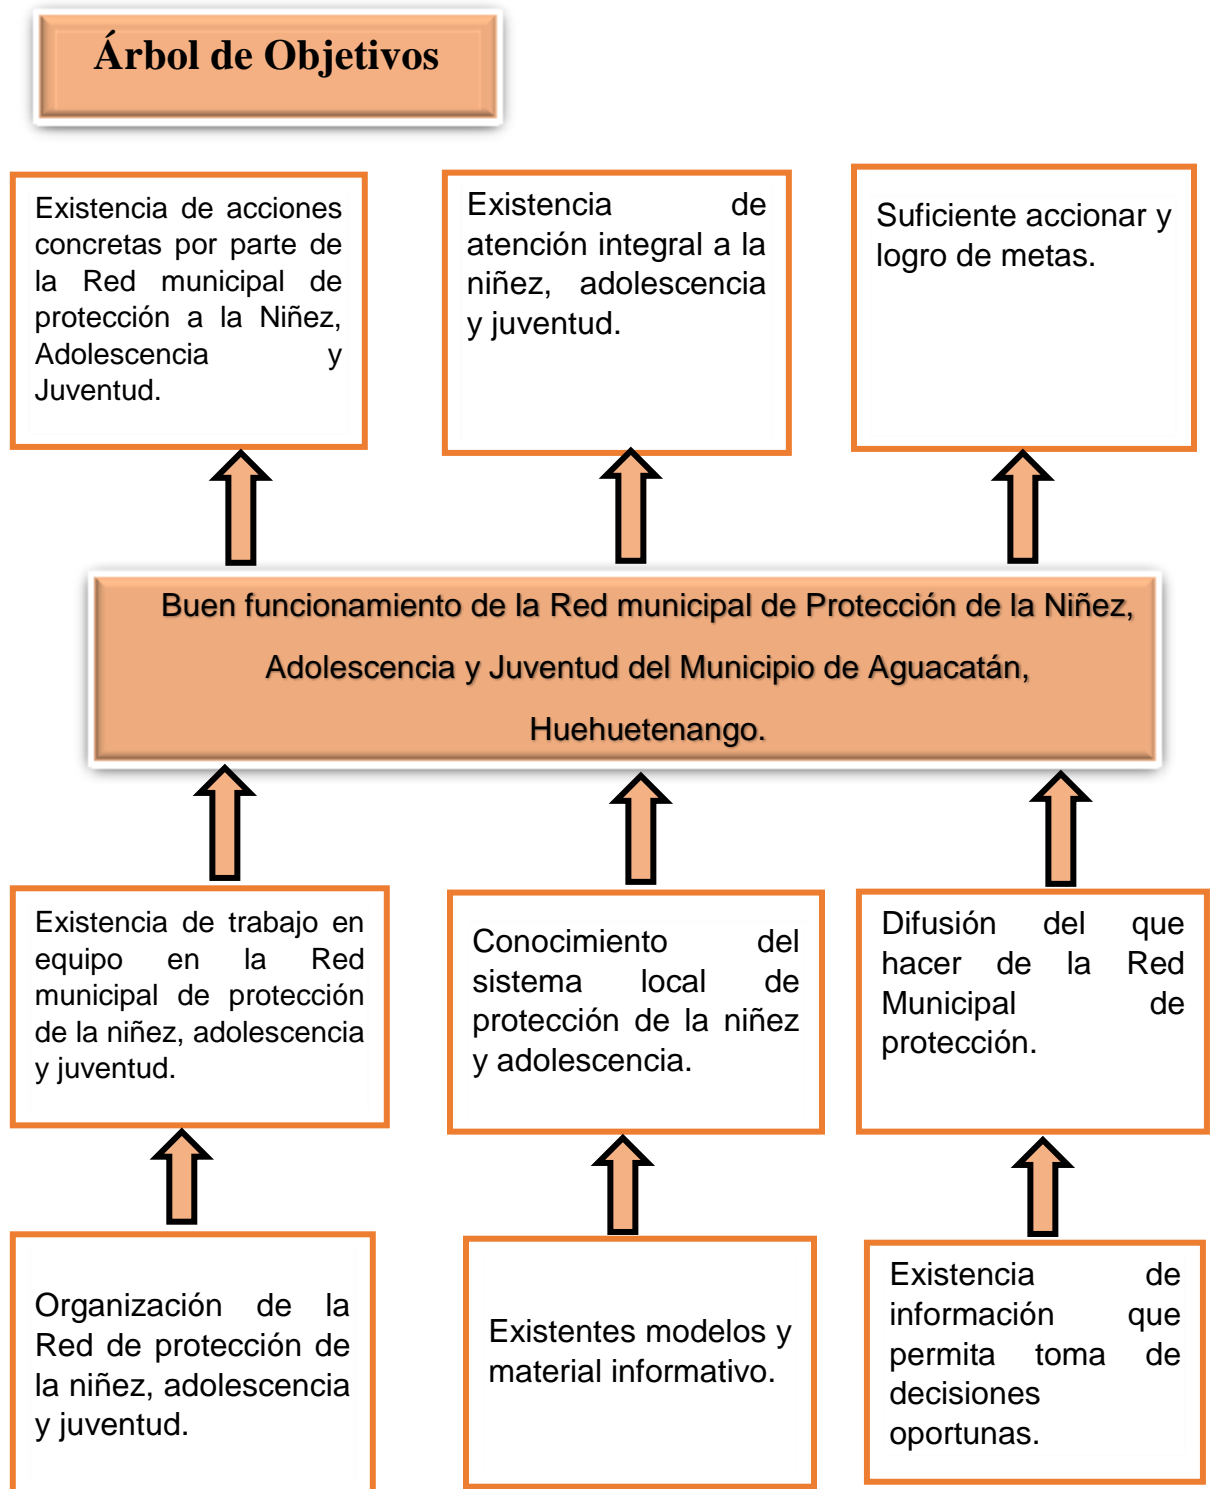 Árbol de Objetivos
Existencia de acciones
concretas por parte de
la Red municipal de
protección a la Niñez,
Adolescencia y
Juventud.
Existencia de
atención integral a la
niñez, adolescencia
y juventud.
Suficiente accionar y
logro de metas.
Buen funcionamiento de la Red municipal de Protección de la Niñez,
Adolescencia y Juventud del Municipio de Aguacatán,
Huehuetenango.
Existencia de trabajo en
equipo en la Red
municipal de protección
de la niñez, adolescencia
y juventud.
Conocimiento del
sistema local de
protección de la niñez
y adolescencia.
Difusión del que
hacer de la Red
Municipal de
protección.
Organización de la
Red de protección de
la niñez, adolescencia
y juventud.
Existentes modelos y
material informativo.
Existencia de
información que
permita toma de
decisiones
oportunas.